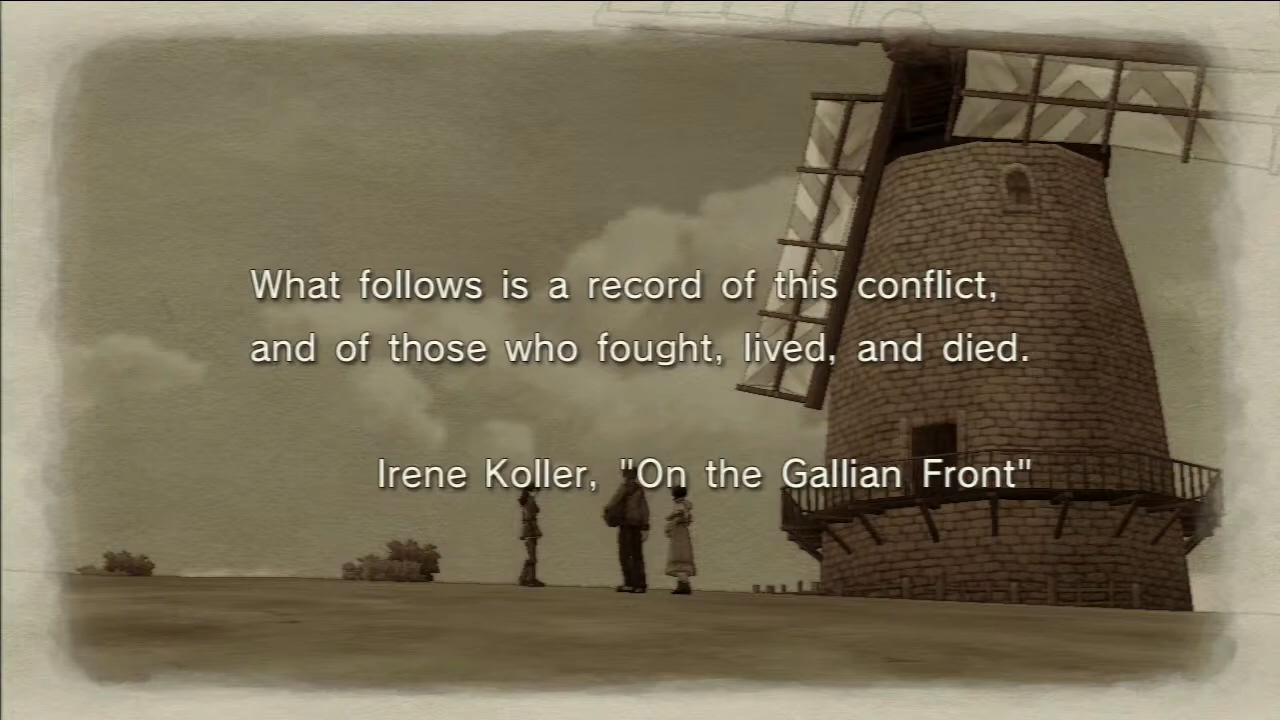 What follows is a record of this conflict,
and of those who fought, lived, and died.
Irene Koller, "On the Gallian Front"